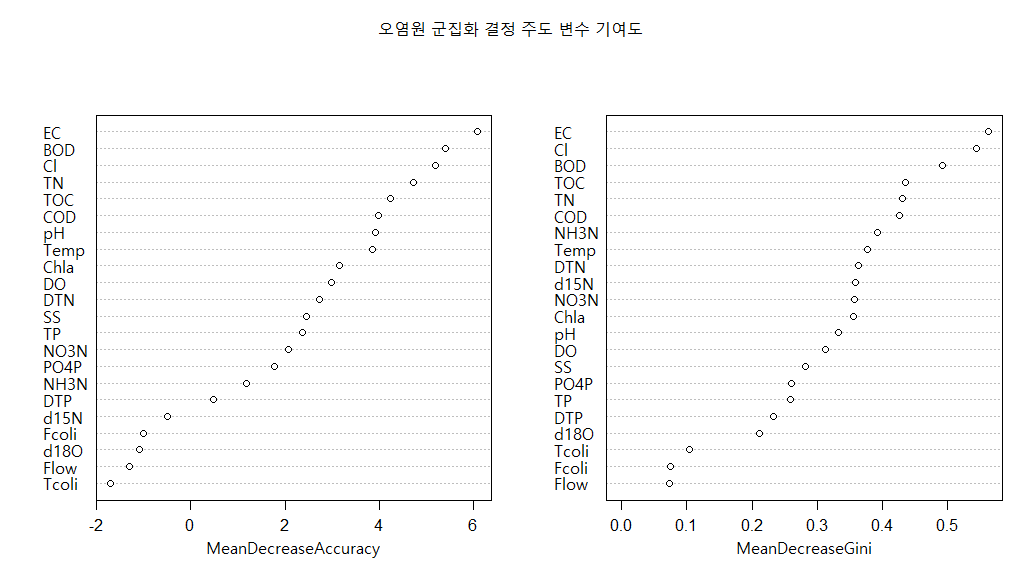 오염원 군집화 결정 주도 변수 기여도
EC
BOD
Cl
TN
TOC
COD
pH
Temp
Chla
DO
DTN
SS
TP
NO3N
PO4P
NH3N
DTP
d15N
Fcoli
d18O
Flow
Tcoli
-2 0 2 4 6
MeanDecreaseAccuracy
EC
Cl
BOD
TOC
TN
COD
NH3N
Temp
DTN
d15N
NO3N
Chla
pH
DO
SS
PO4P
TP
DTP
d18O
Tcoli
Fcoli
Flow
0.0 0.1 0.2 0.3 0.4 0.5
MeanDecreaseGini